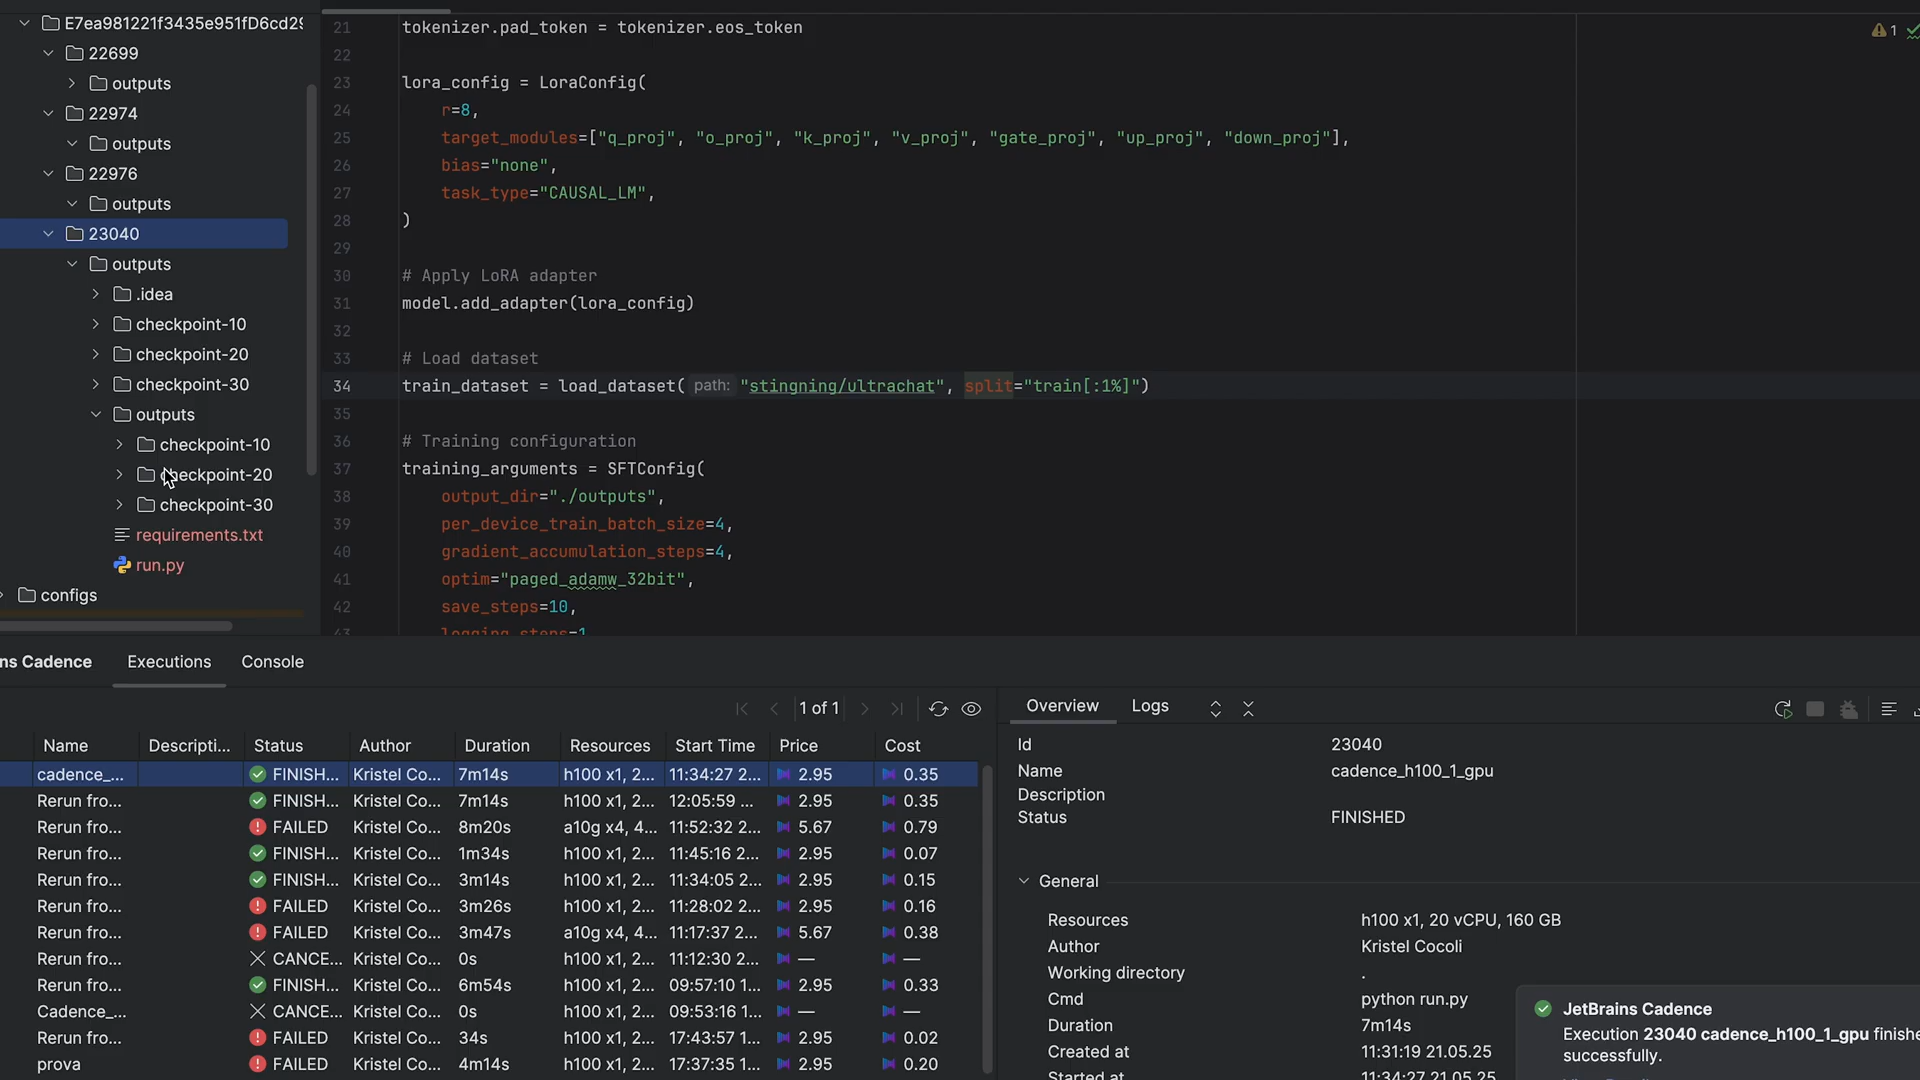 E7ea981221f3435e951fD6cd29
22699
outputs
22974
outputs
22976
outputs
23040
outputs
.idea
checkpoint-10
checkpoint-20
checkpoint-30
outputs
checkpoint-10
checkpoint-20
checkpoint-30
requirements.txt
run.py
configs
21 tokenizer.pad_token = tokenizer.eos_token
22
23 lora_config = LoraConfig(
24 r=8,
25 target_modules=["q_proj", "o_proj", "k_proj", "v_proj", "gate_proj", "up_proj", "down_proj"],
26 bias="none",
27 task_type="CAUSAL_LM",
28 )
29
30 # Apply LoRA adapter
31 model.add_adapter(lora_config)
32
33 # Load dataset
34 train_dataset = load_dataset( path: "stingning/ultrachat", split="train[:1%]")
35
36 # Training configuration
37 training_arguments = SFTConfig(
38 output_dir="./outputs",
39 per_device_train_batch_size=4,
40 gradient_accumulation_steps=4,
41 optim="paged_adamw_32bit",
42 save_steps=10,
43 logging_steps=1
1
ns Cadence Executions Console
1 of 1
Name Descripti... Status Author Duration Resources Start Time Price Cost
cadence_... FINISH... Kristel Co... 7m14s h100 x1, 2... 11:34:27 2... 2.95 0.35
Rerun fro... FINISH... Kristel Co... 7m14s h100 x1, 2... 12:05:59 ... 2.95 0.35
Rerun fro... FAILED Kristel Co... 8m20s a10g x4, 4... 11:52:32 2... 5.67 0.79
Rerun fro... FINISH... Kristel Co... 1m34s h100 x1, 2... 11:45:16 2... 2.95 0.07
Rerun fro... FINISH... Kristel Co... 3m14s h100 x1, 2... 11:34:05 2... 2.95 0.15
Rerun fro... FAILED Kristel Co... 3m26s h100 x1, 2... 11:28:02 2... 2.95 0.16
Rerun fro... FAILED Kristel Co... 3m47s a10g x4, 4... 11:17:37 2... 5.67 0.38
Rerun fro... CANCE... Kristel Co... 0s h100 x1, 2... 11:12:30 2... — —
Rerun fro... FINISH... Kristel Co... 6m54s h100 x1, 2... 09:57:10 1... 2.95 0.33
Cadence_... CANCE... Kristel Co... 0s h100 x1, 2... 09:53:16 1... — —
Rerun fro... FAILED Kristel Co... 34s h100 x1, 2... 17:43:57 1... 2.95 0.02
prova FAILED Kristel Co... 4m14s h100 x1, 2... 17:37:35 1... 2.95 0.20
Overview Logs
Id 23040
Name cadence_h100_1_gpu
Description
Status FINISHED
General
Resources h100 x1, 20 vCPU, 160 GB
Author Kristel Cocoli
Working directory .
Cmd python run.py
Duration 7m14s
Created at 11:31:19 21.05.25
Started at 11:34:27 21.05.25
JetBrains Cadence
Execution 23040 cadence_h100_1_gpu finishe
successfully.